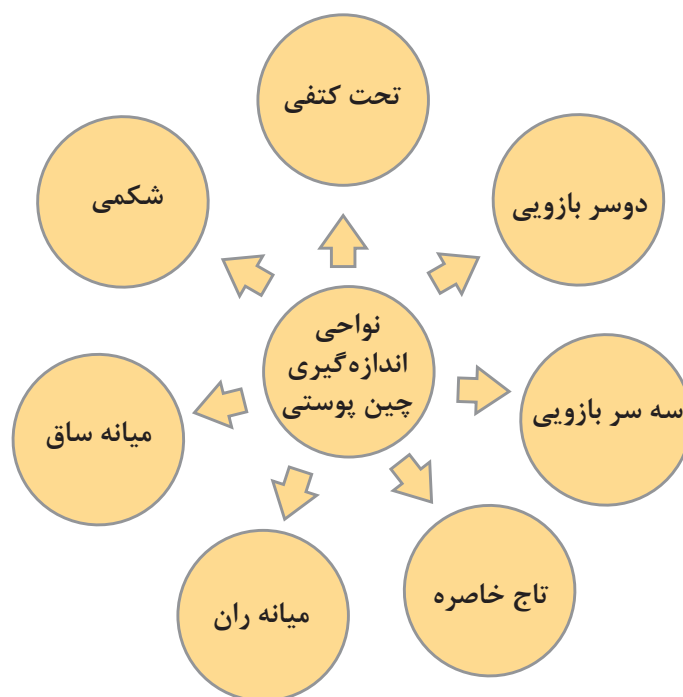 تحت کتفی
دوسر بازویی
شکمی
نواحی
اندازه‌گیری
چین پوستی
سه سر بازویی
میانه ساق
تاج خاصره
میانه ران